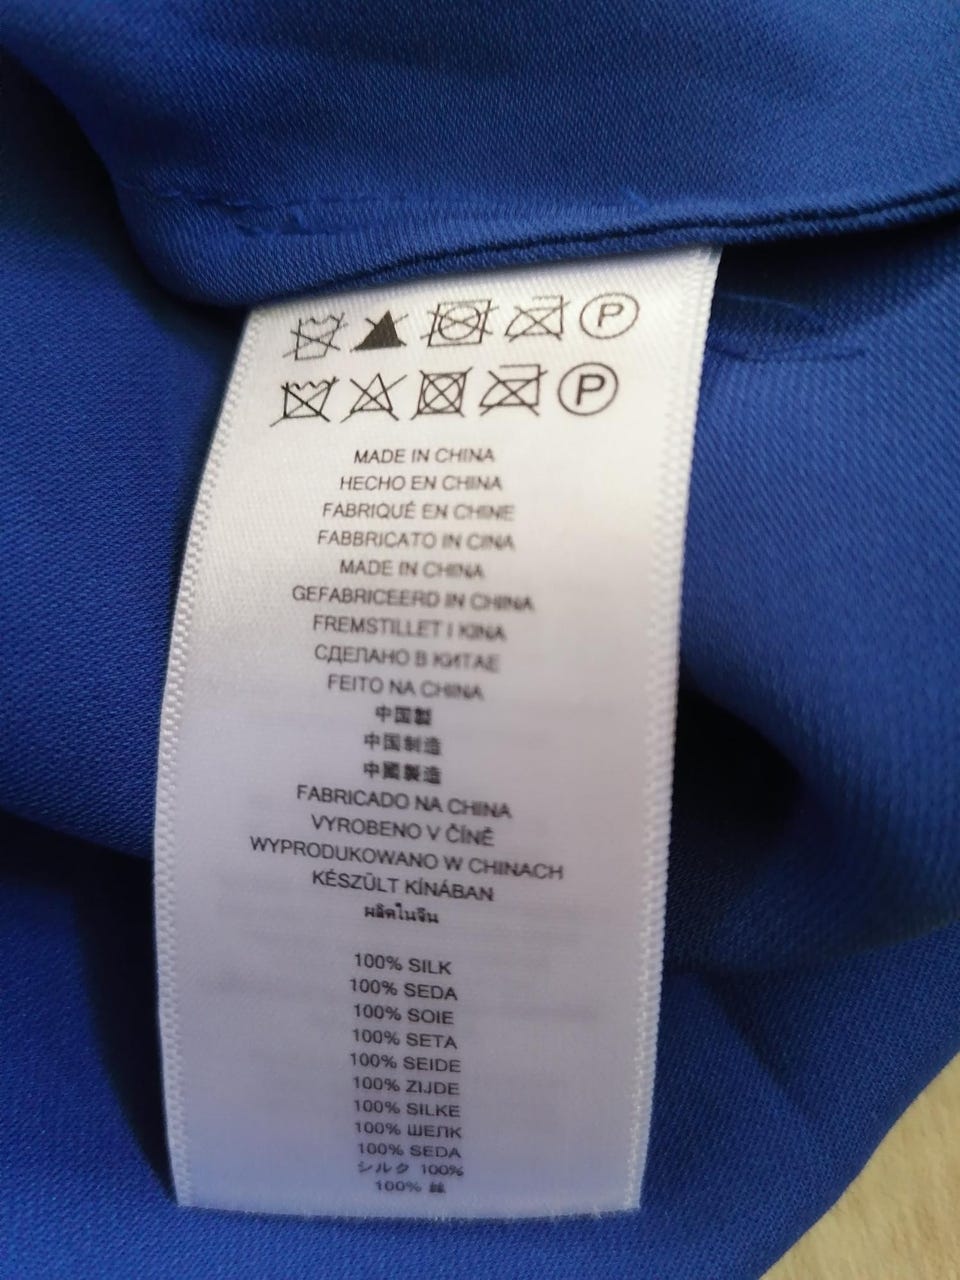 P
P
MADE IN CHINA
HECHO EN CHINA
FABRIQUÉ EN CHINE
FABBRICATO IN CINA
MADE IN CHINA
GEFABRICEERD IN CHINA
FREMSTILLET I KINA
СДЕЛАНО В КИТАЕ
FEITO NA CHINA
中国製
中国制造
中國製造
FABRICADO NA CHINA
VYROBENO V ČÍNĚ
WYPRODUKOWANO W CHINACH
KÉSZÜLT KÍNÁBAN
ผลิตในจีน
100% SILK
100% SEDA
100% SOIE
100% SETA
100% SEIDE
100% ZIJDE
100% SILKE
100% ШЕЛК
100% SEDA
シルク 100%
100% 絲